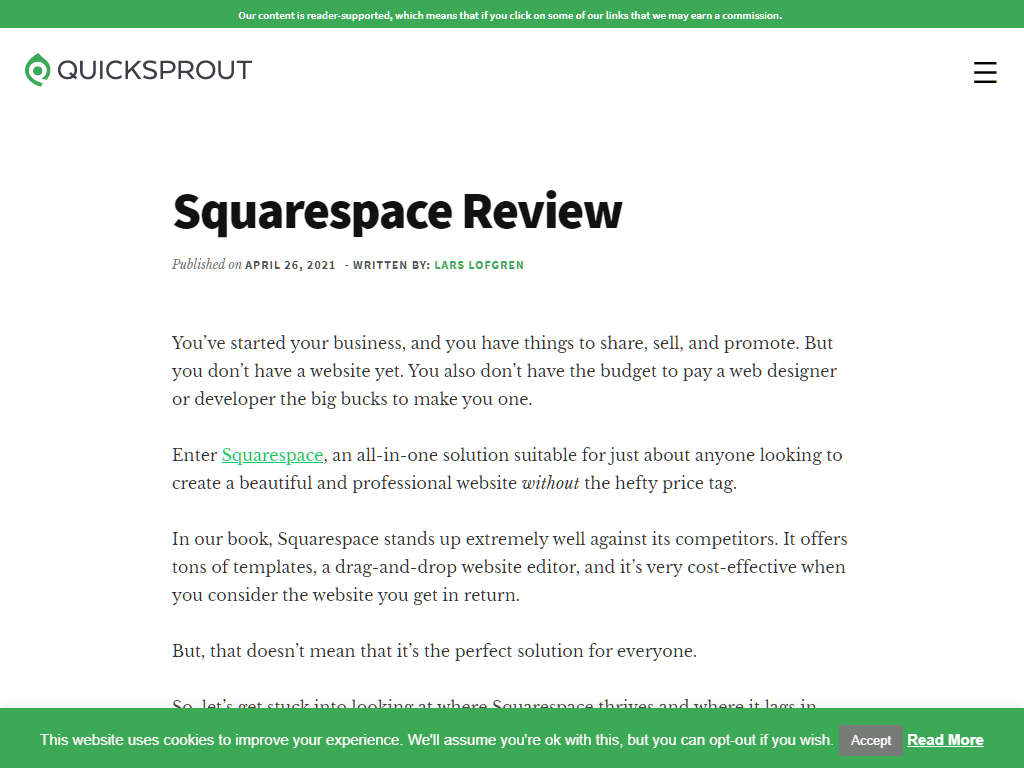 Our content is reader-supported, which means that if you click on some of our links that we may earn a commission.
QUICKSPROUT
Squarespace Review
Published on APRIL 26, 2021 - WRITTEN BY: LARS LOFGREN
You’ve started your business, and you have things to share, sell, and promote. But
you don’t have a website yet. You also don’t have the budget to pay a web designer
or developer the big bucks to make you one.
Enter Squarespace, an all-in-one solution suitable for just about anyone looking to
create a beautiful and professional website without the hefty price tag.
In our book, Squarespace stands up extremely well against its competitors. It offers
tons of templates, a drag-and-drop website editor, and it’s very cost-effective when
you consider the website you get in return.
But, that doesn’t mean that it’s the perfect solution for everyone.
So, let’s get stuck into looking at where Squarespace thrives and where it lags in
This website uses cookies to improve your experience. We'll assume you're ok with this, but you can opt-out if you wish. Accept Read More